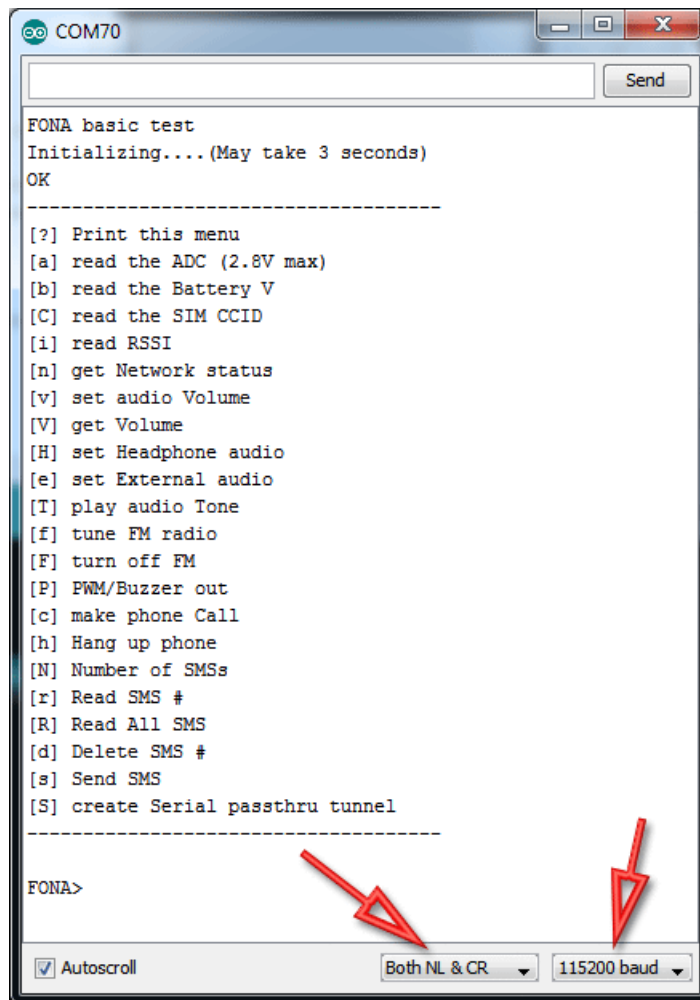 COM70
Send
FONA basic test
Initializing....(May take 3 seconds)
OK
-------------------------------------
[?] Print this menu
[a] read the ADC (2.8V max)
[b] read the Battery V
[C] read the SIM CCID
[i] read RSSI
[n] get Network status
[v] set audio Volume
[V] get Volume
[H] set Headphone audio
[e] set External audio
[T] play audio Tone
[f] tune FM radio
[F] turn off FM
[P] PWM/Buzzer out
[c] make phone Call
[h] Hang up phone
[N] Number of SMSs
[r] Read SMS #
[R] Read All SMS
[d] Delete SMS #
[s] Send SMS
[S] create Serial passthru tunnel
-------------------------------------
FONA>
Autoscroll Both NL & CR 115200 baud